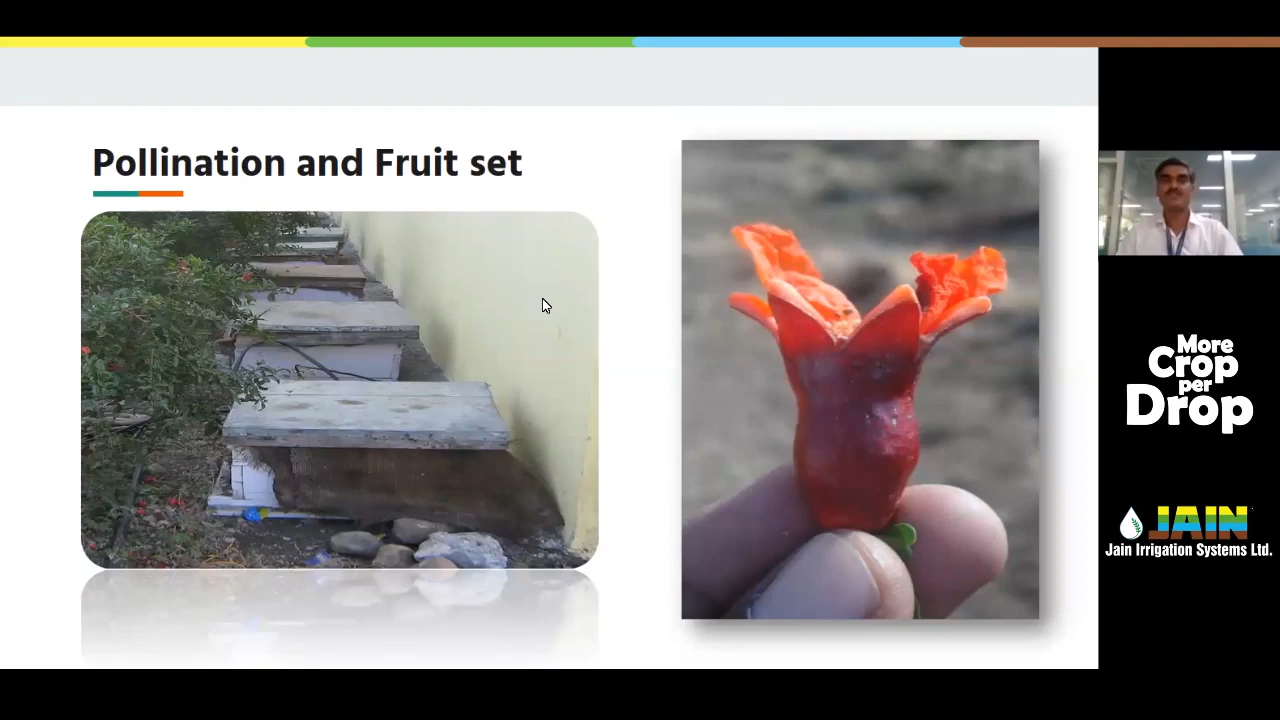 Pollination and Fruit set
More
Crop
per
Drop
JAIN
Jain Irrigation Systems Ltd.